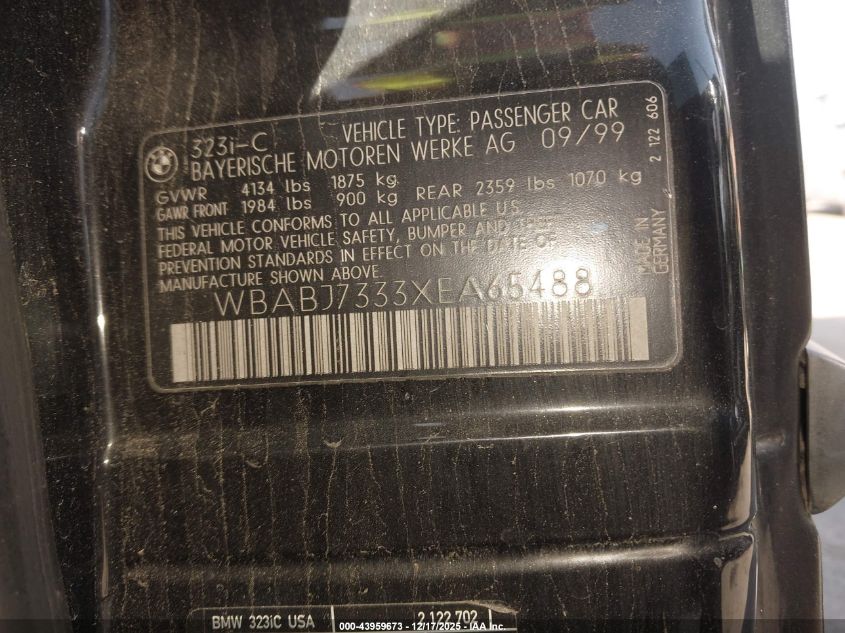 BMW 323i-C VEHICLE TYPE: PASSENGER CAR
BAYERISCHE MOTOREN WERKE AG 09/99
GVWR 4134 lbs 1875 kg
GAWR FRONT 1984 lbs 900 kg REAR 2359 lbs 1070 kg
THIS VEHICLE CONFORMS TO ALL APPLICABLE U.S.
FEDERAL MOTOR VEHICLE SAFETY, BUMPER AND THEFT
PREVENTION STANDARDS IN EFFECT ON THE DATE OF
MANUFACTURE SHOWN ABOVE.
WBABJ7333XEA65488
2 122 606
MADE IN
GERMANY
BMW 323iC USA 2 122 702
000-43959673 - 12/17/2025 - IAA Inc.